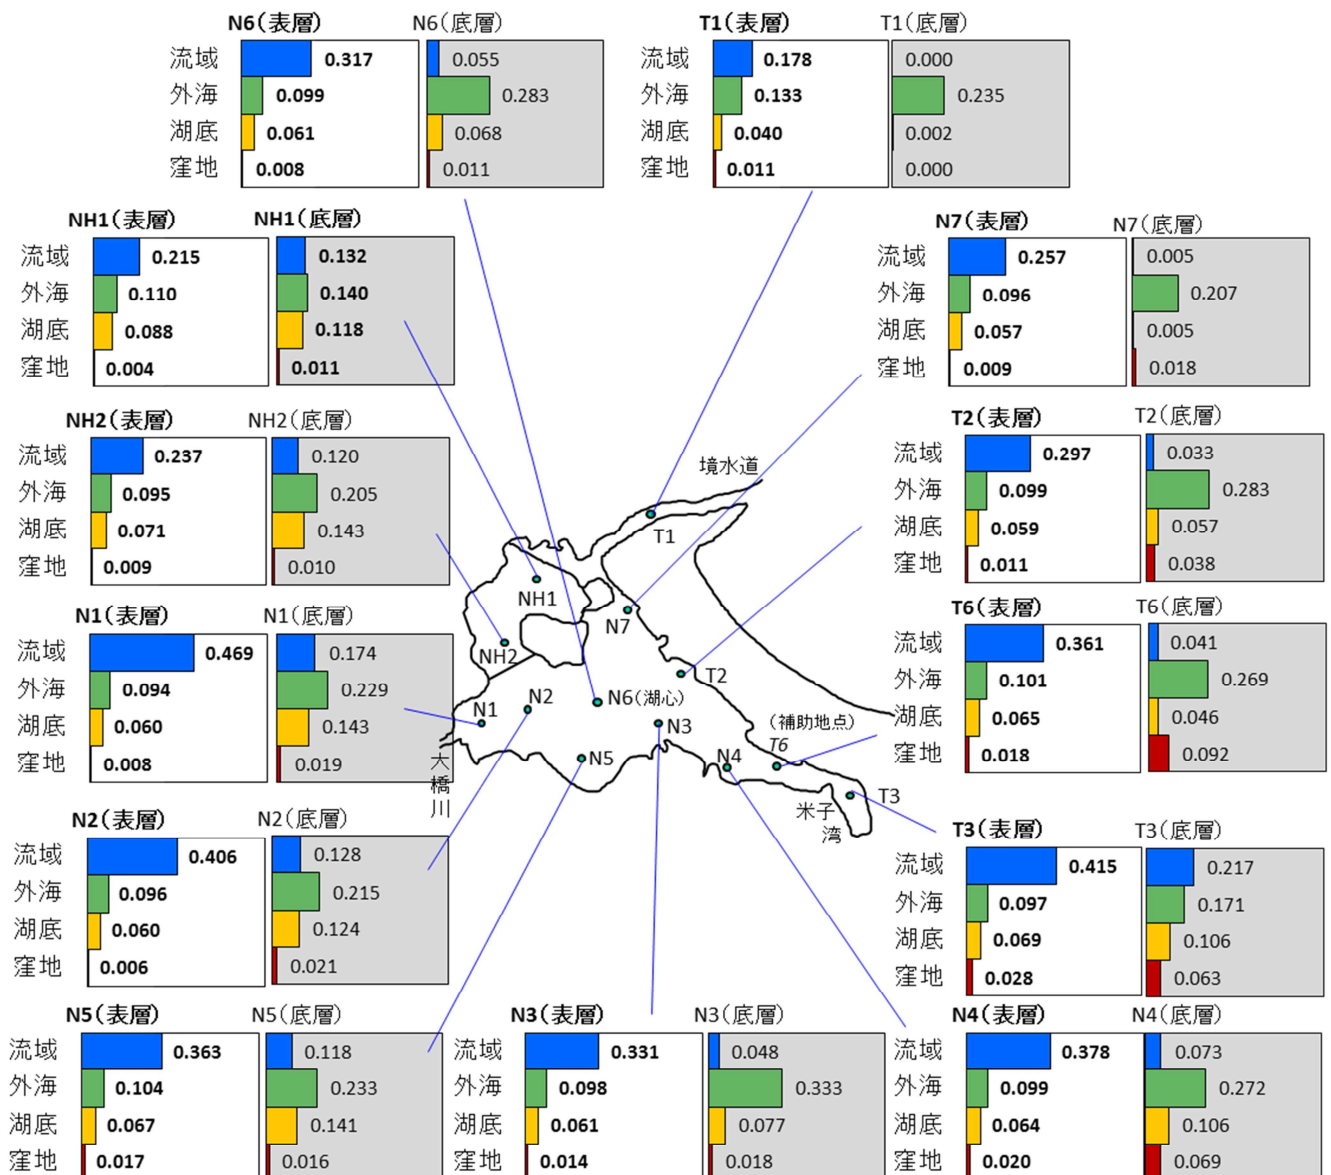 N6(表層)
N6(底層)
流域 0.317 0.055
外海 0.099 0.283
湖底 0.061 0.068
窪地 0.008 0.011
T1(表層)
T1(底層)
流域 0.178 0.000
外海 0.133 0.235
湖底 0.040 0.002
窪地 0.011 0.000
NH1(表層)
NH1(底層)
流域 0.215 0.132
外海 0.110 0.140
湖底 0.088 0.118
窪地 0.004 0.011
N7(表層)
N7(底層)
流域 0.257 0.005
外海 0.096 0.207
湖底 0.057 0.005
窪地 0.009 0.018
NH2(表層)
NH2(底層)
流域 0.237 0.120
外海 0.095 0.205
湖底 0.071 0.143
窪地 0.009 0.010
T2(表層)
T2(底層)
流域 0.297 0.033
外海 0.099 0.283
湖底 0.059 0.057
窪地 0.011 0.038
N1(表層)
N1(底層)
流域 0.469 0.174
外海 0.094 0.229
湖底 0.060 0.143
窪地 0.008 0.019
T6(表層)
T6(底層)
流域 0.361 0.041
外海 0.101 0.269
湖底 0.065 0.046
窪地 0.018 0.092
境水道
T1
NH1
N7
NH2
T2
N2
N6(湖心)
N1
N3
(補助地点)
T6
N4
N5
大橋川
T3
米子
湾
N2(表層)
N2(底層)
流域 0.406 0.128
外海 0.096 0.215
湖底 0.060 0.124
窪地 0.006 0.021
T3(表層)
T3(底層)
流域 0.415 0.217
外海 0.097 0.171
湖底 0.069 0.106
窪地 0.028 0.063
N5(表層)
N5(底層)
流域 0.363 0.118
外海 0.104 0.233
湖底 0.067 0.141
窪地 0.017 0.016
N3(表層)
N3(底層)
流域 0.331 0.048
外海 0.098 0.333
湖底 0.061 0.077
窪地 0.014 0.018
N4(表層)
N4(底層)
流域 0.378 0.073
外海 0.099 0.272
湖底 0.064 0.106
窪地 0.020 0.069